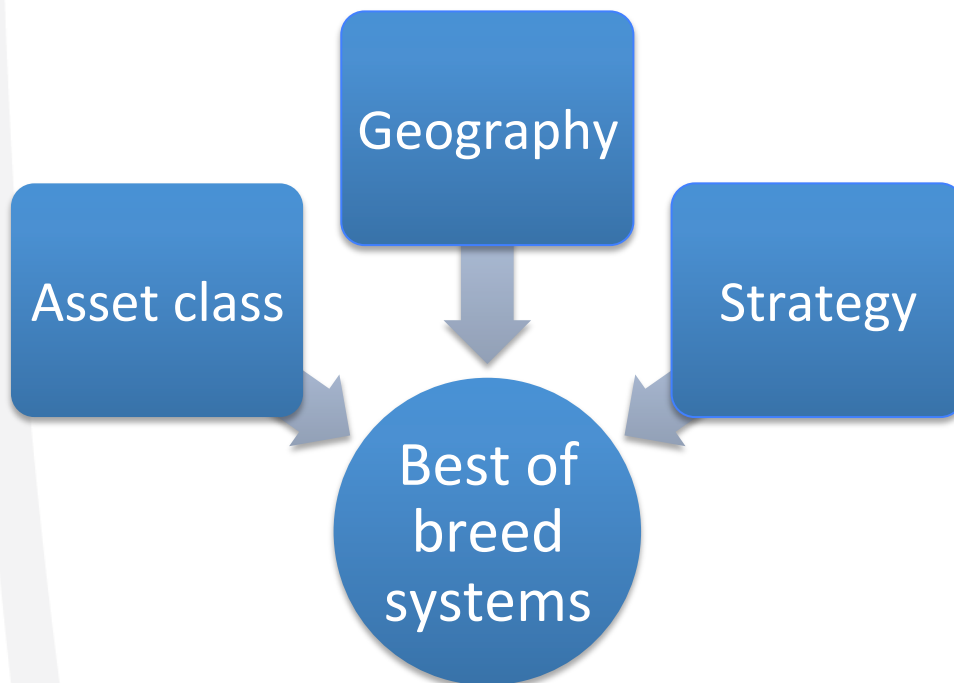 Geography
Asset class
Strategy
Best of
breed
systems